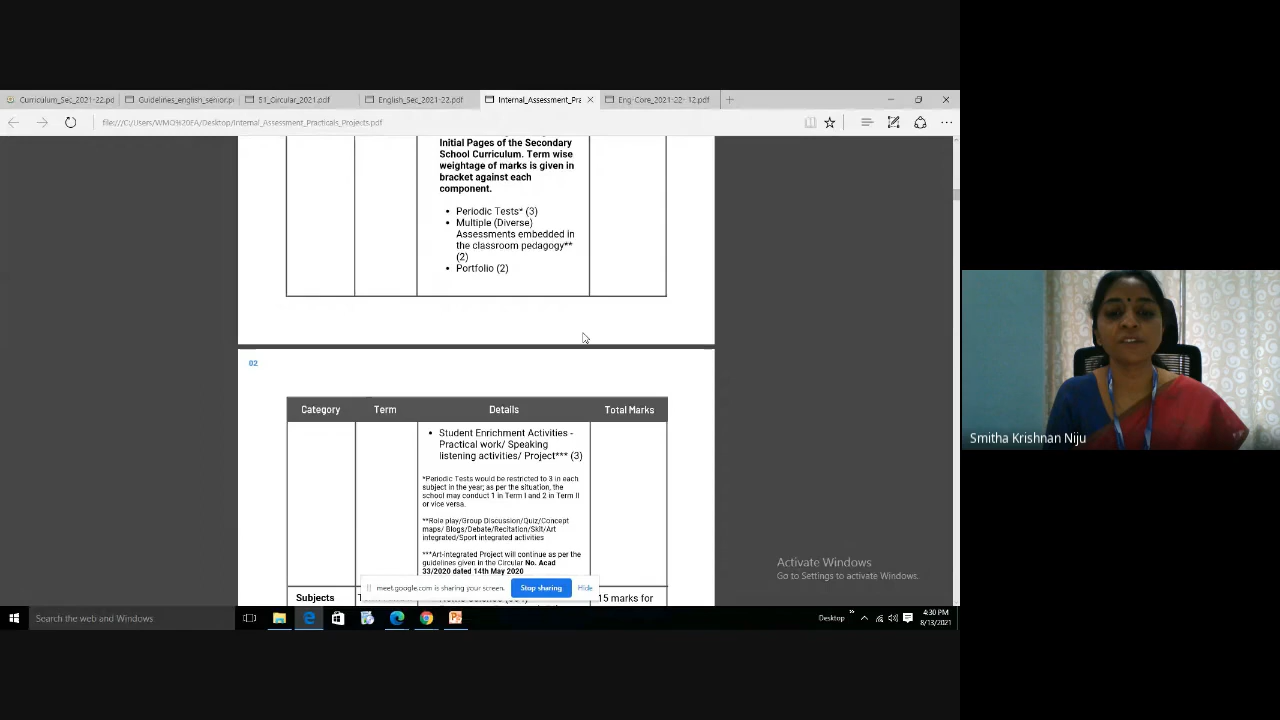 Curriculum_Sec_2021-22.pd
Guidelines_english_senior.p
51_Circular_2021.pdf
English_Sec_2021-22.pdf
Internal_Assessment_Pra
Eng-Core_2021-22-12.pdf
file:///C:/Users/WMO%20EA/Desktop/Internal_Assessment_Practicals_Projects.pdf
Initial Pages of the Secondary
School Curriculum. Term wise
weightage of marks is given in
bracket against each
component.
• Periodic Tests* (3)
• Multiple (Diverse)
Assessments embedded in
the classroom pedagogy**
(2)
• Portfolio (2)
02
Category Term Details Total Marks
• Student Enrichment Activities -
Practical work/ Speaking
listening activities/ Project*** (3)
*Periodic Tests would be restricted to 3 in each
subject in the year; as per the situation, the
school may conduct 1 in Term I and 2 in Term II
or vice versa.
**Role play/Group Discussion/Quiz/Concept
maps/ Blogs/Debate/Recitation/Skit/Art
integrated/Sport integrated activities
***Art-integrated Project will continue as per the
guidelines given in the Circular No. Acad
33/2020 dated 14th May 2020
meet.google.com is sharing your screen. Stop sharing Hide
Subjects 15 marks for
Activate Windows
Go to Settings to activate Windows.
Search the web and Windows
Desktop
4:30 PM
8/13/2021
Smitha Krishnan Niju